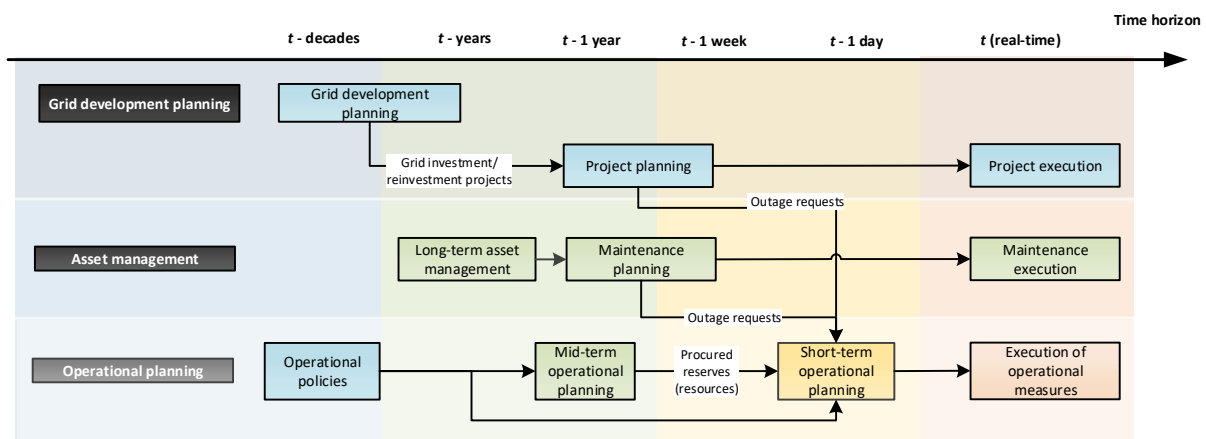 Time horizon
t - decades
t - years
t - 1 year
t - 1 week
t - 1 day
t (real-time)
Grid development planning
Grid development
planning
Grid investment/
reinvestment projects
Project planning
Project execution
Outage requests
Asset management
Long-term asset
management
Maintenance
planning
Maintenance
execution
Outage requests
Operational planning
Operational
policies
Mid-term
operational
planning
Procured
reserves
(resources)
Short-term
operational
planning
Execution of
operational
measures